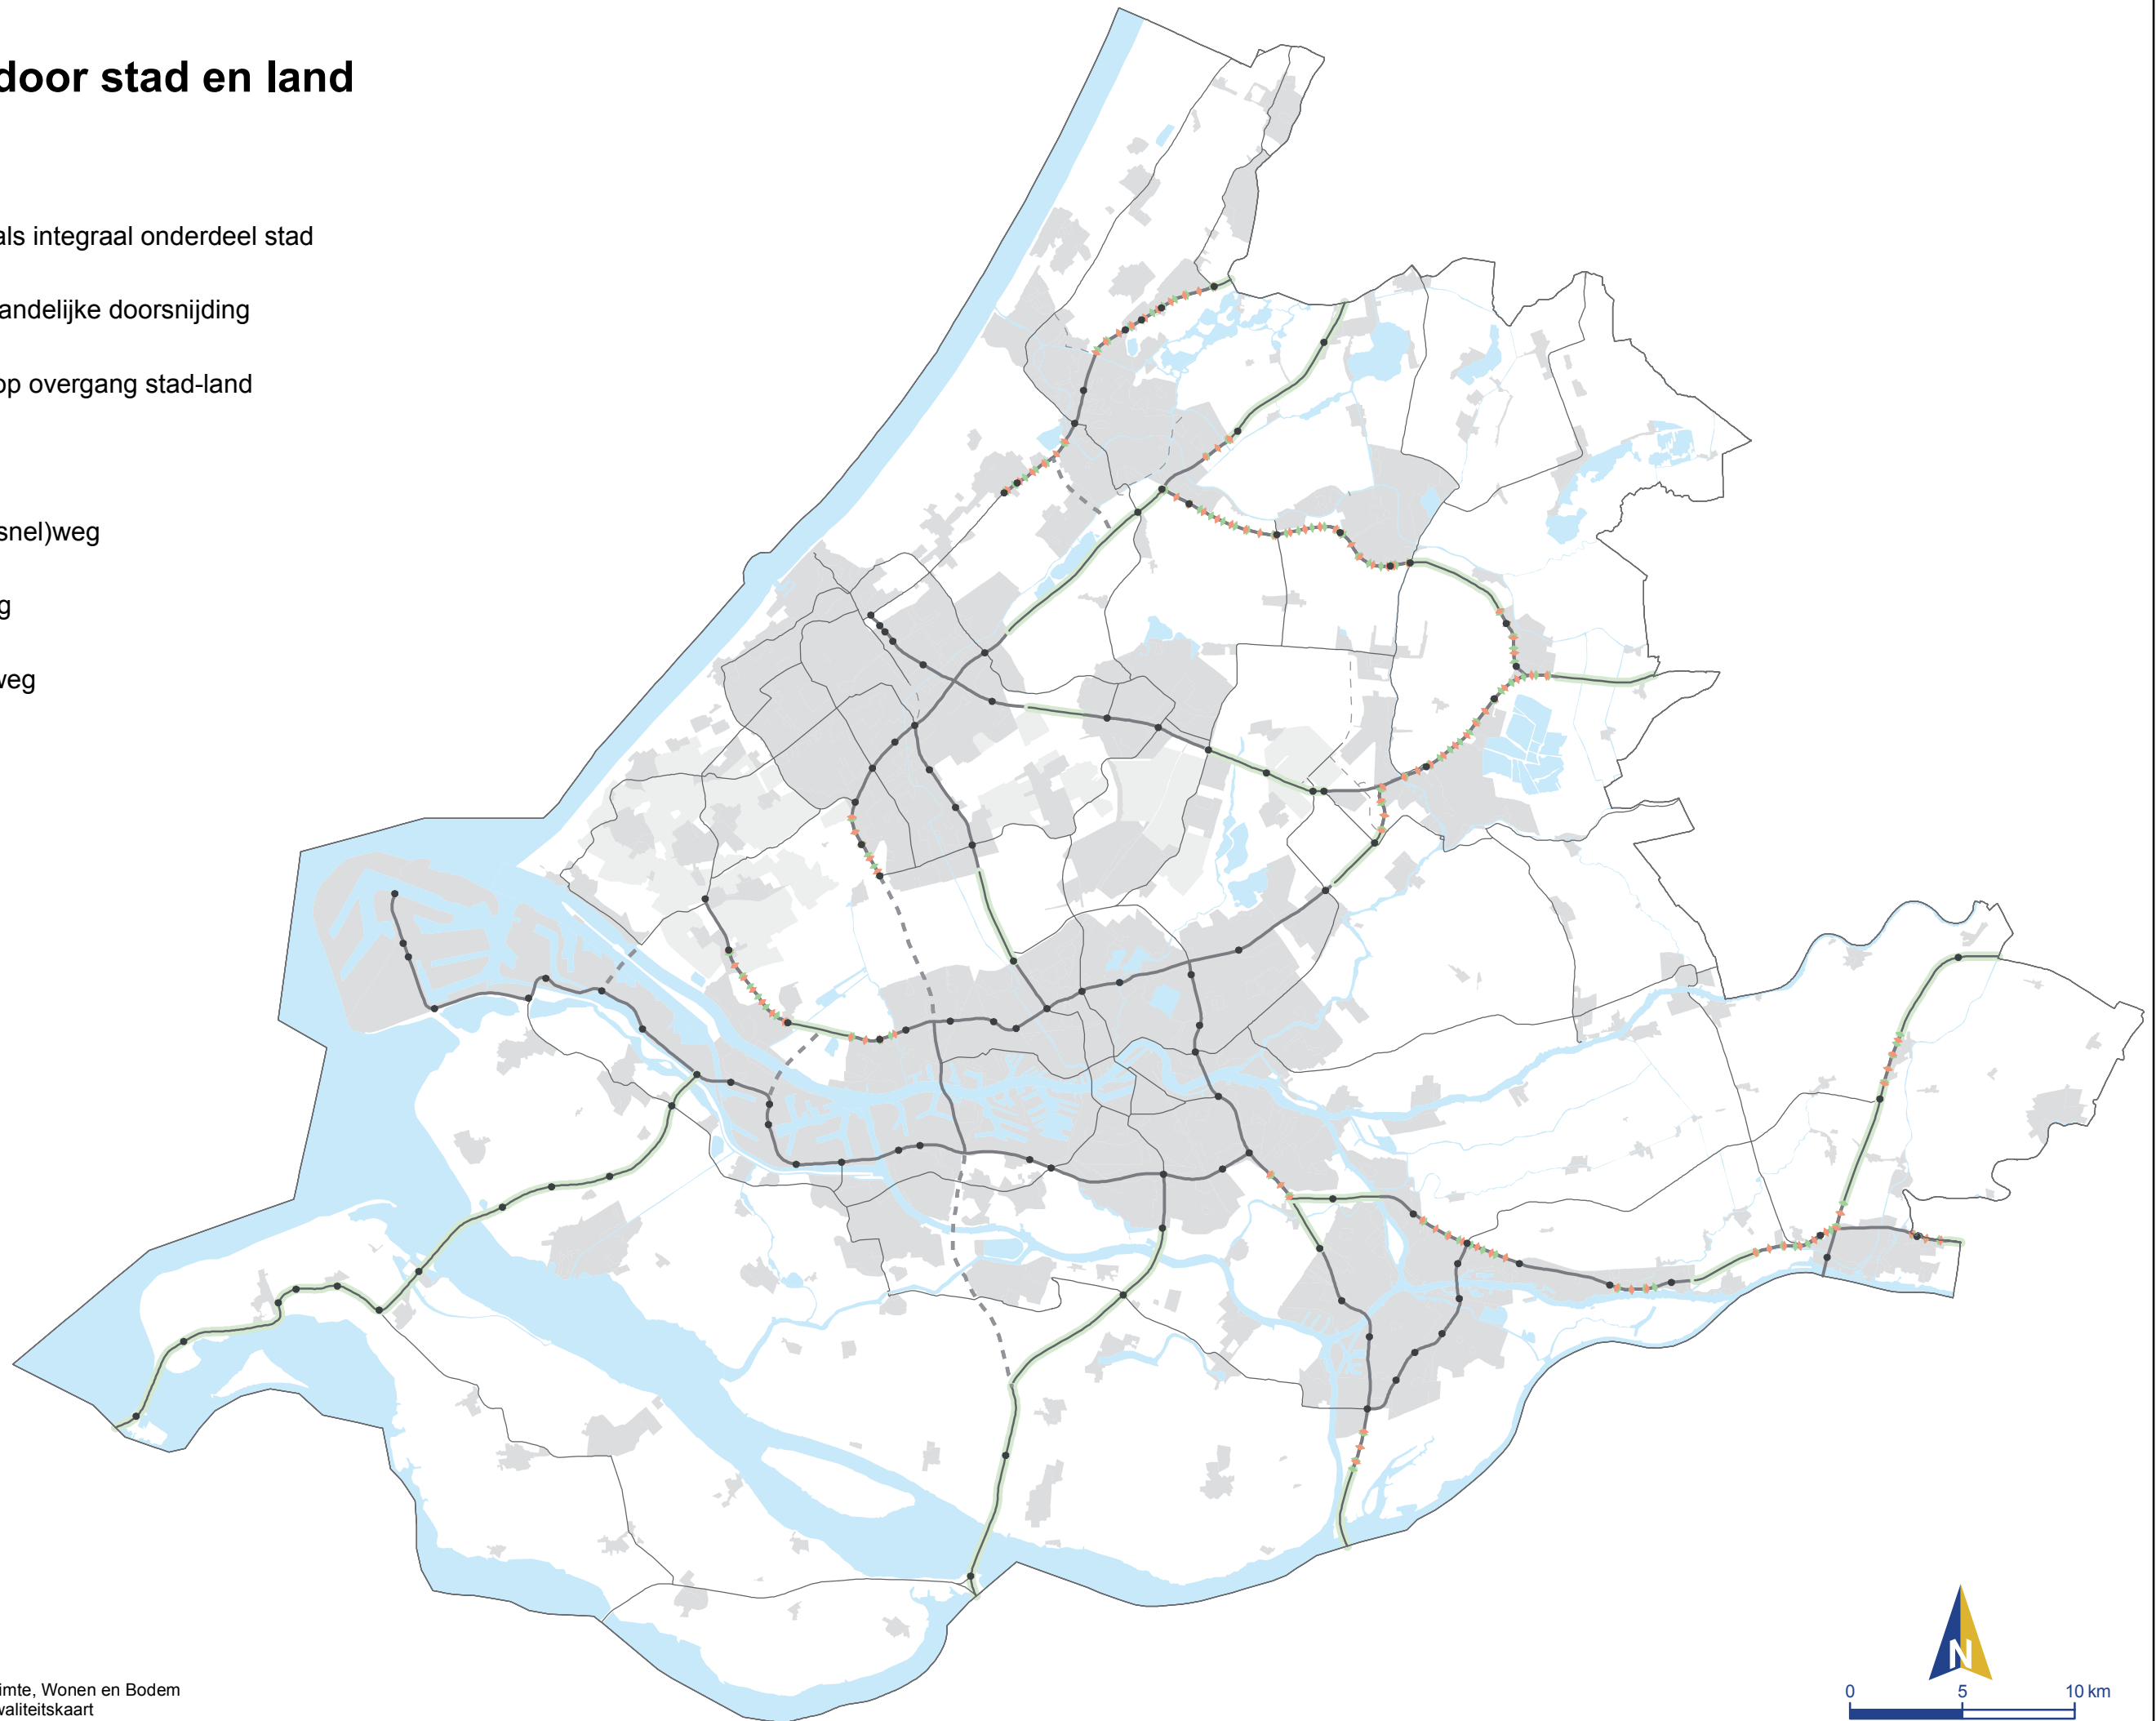 door stad en land
als integraal onderdeel stad
andelijke doorsnijding
op overgang stad-land
snel)weg
g
weg
imte, Wonen en Bodem
waliteitskaart
N
0 5 10 km